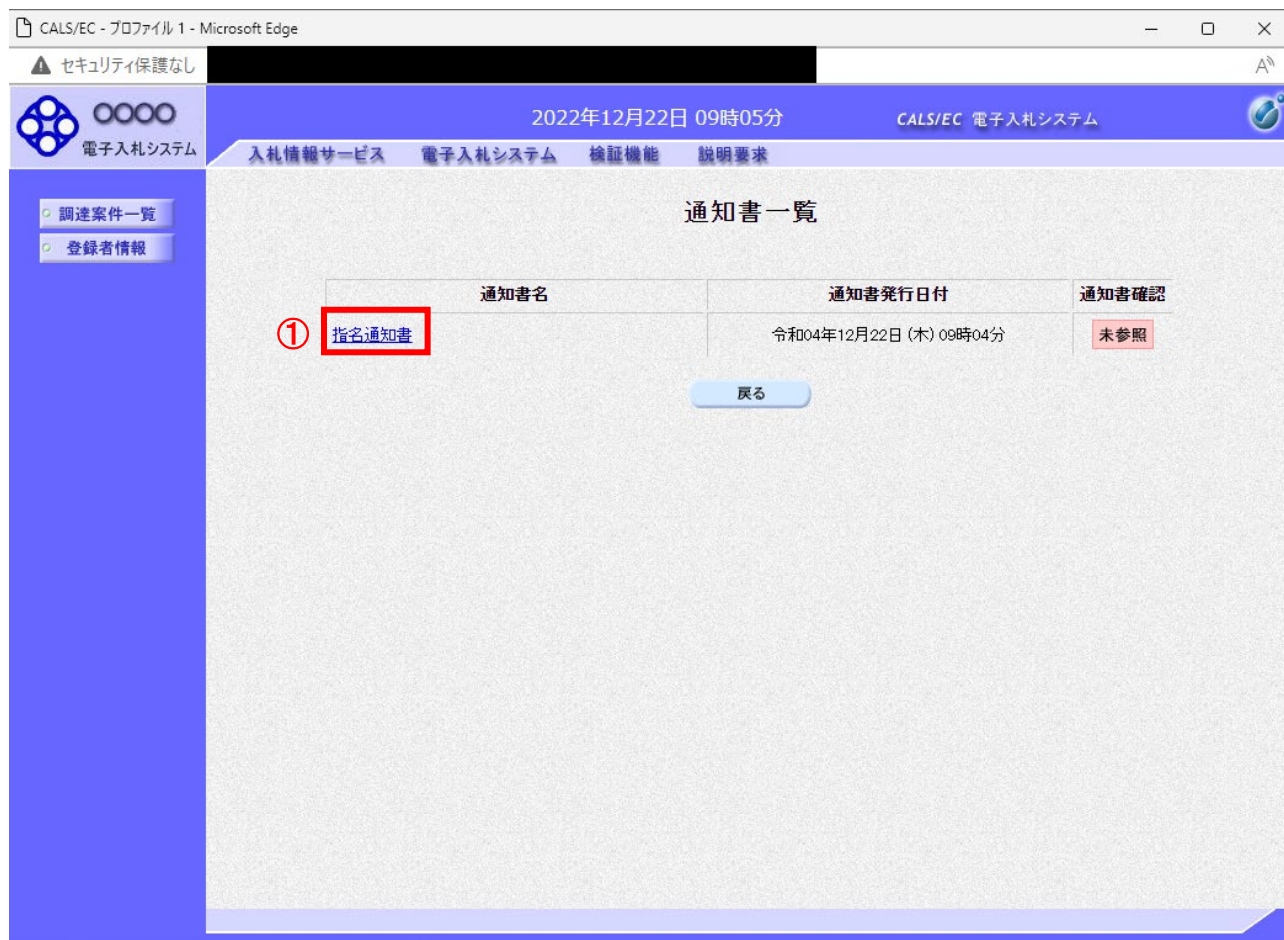 CALS/EC - プロファイル 1 - Microsoft Edge
セキュリティ保護なし
A
OOOO
電子入札システム
2022年12月22日 09時05分
CALS/EC 電子入札システム
入札情報サービス 電子入札システム 検証機能 説明要求
調達案件一覧
登録者情報
通知書一覧
通知書名 通知書発行日付 通知書確認
① 指名通知書 令和04年12月22日 (木) 09時04分 未参照
戻る